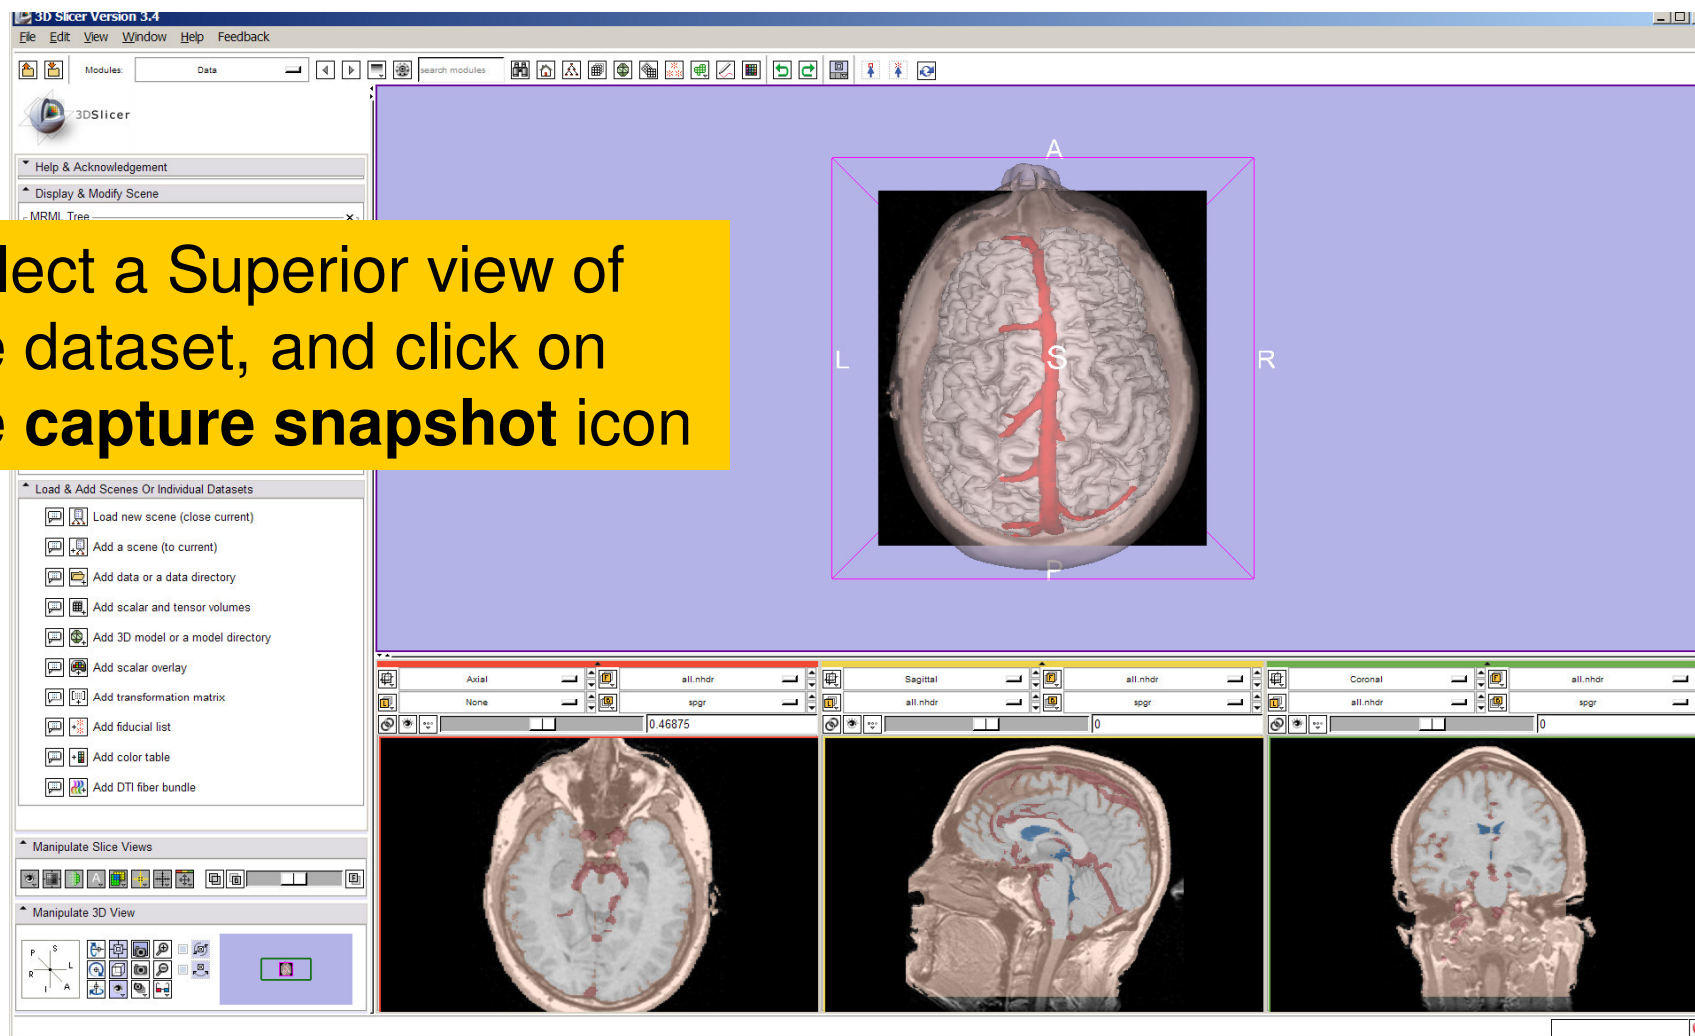 3D Slicer Version 3.4
File Edit View Window Help Feedback
Modules: Data search modules
3DSlicer
Help & Acknowledgement
Display & Modify Scene
MRML Tree
lect a Superior view of
e dataset, and click on
e capture snapshot icon
A
L S R
P
Load & Add Scenes Or Individual Datasets
Load new scene (close current)
Add a scene (to current)
Add data or a data directory
Add scalar and tensor volumes
Add 3D model or a model directory
Add scalar overlay
Add transformation matrix
Add fiducial list
Add color table
Add DTI fiber bundle
Manipulate Slice Views
Manipulate 3D View
P S
R L
I A
Axial all.nhdr
None spgr
0.46875
Sagittal all.nhdr
all.nhdr spgr
0
Coronal all.nhdr
all.nhdr spgr
0